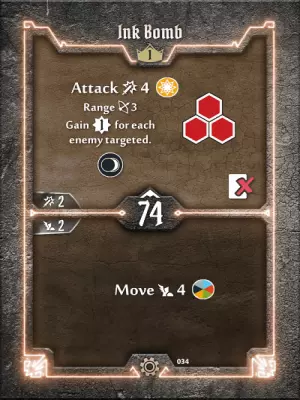 Ink Bomb
1
Attack 4
Range 3
Gain 1 for each
enemy targeted.
2
74
2
Move 4
034